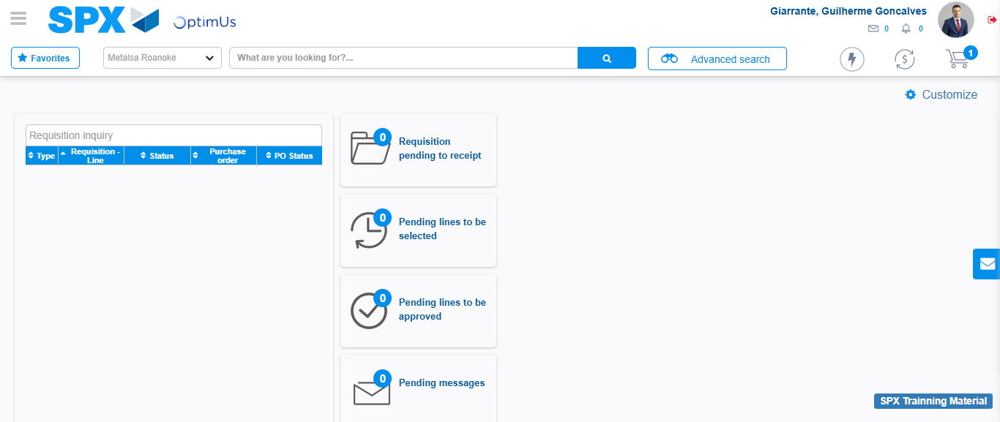 SPX OptimUs
Giarrante, Guilherme Goncalves
0 0
Favorites
Metalsa Roanoke
What are you looking for?...
Advanced search
1
Customize
Requisition inquiry
Type
Requisition -
Line
Status
Purchase
order
PO Status
0
Requisition
pending to receipt
0
Pending lines to be
selected
0
Pending lines to be
approved
0
Pending messages
SPX Trainning Material